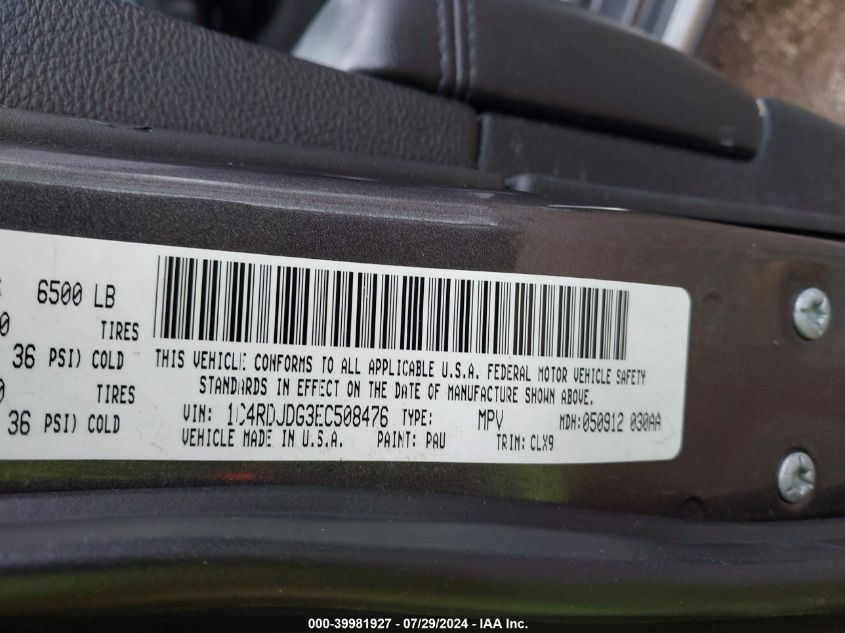 6500 LB
0 TIRES
36 PSI) COLD
THIS VEHICLE CONFORMS TO ALL APPLICABLE U.S.A. FEDERAL MOTOR VEHICLE SAFETY
TIRES
STANDARDS IN EFFECT ON THE DATE OF MANUFACTURE SHOWN ABOVE.
36 PSI) COLD
VIN: 1C4RDJDG3EC508476 TYPE: MPV MDH:050912 030AA
VEHICLE MADE IN U.S.A. PAINT: PAU TRIM: CLX9
000-39981927 - 07/29/2024 - IAA Inc.